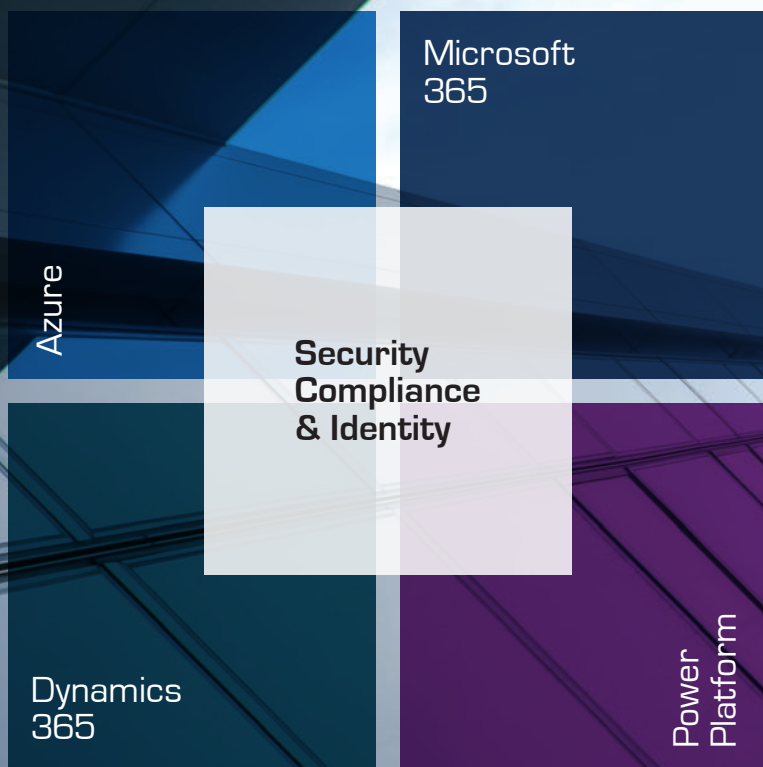 Microsoft
365
Azure
Security
Compliance
& Identity
Dynamics
365
Power
Platform